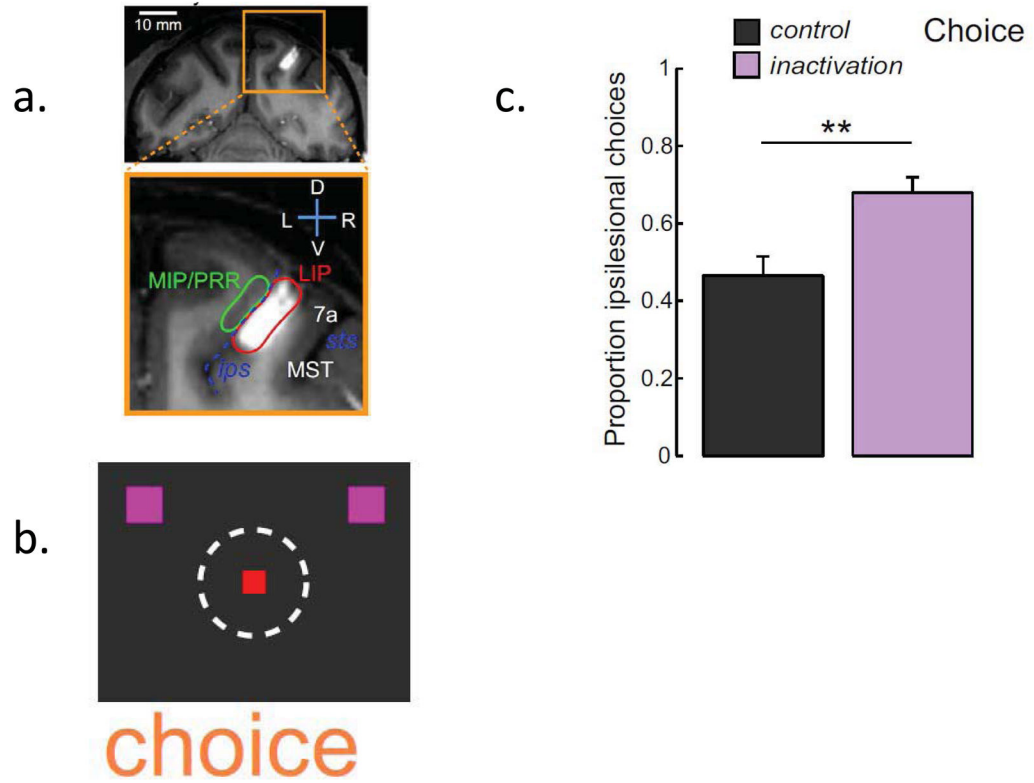 a.
10 mm
D
L R
V
MIP/PRR
LIP
7a
sts
ips
MST
b.
choice
c.
control
inactivation
Choice
Proportion ipsilesional choices
1
0.8
0.6
0.4
0.2
0
**